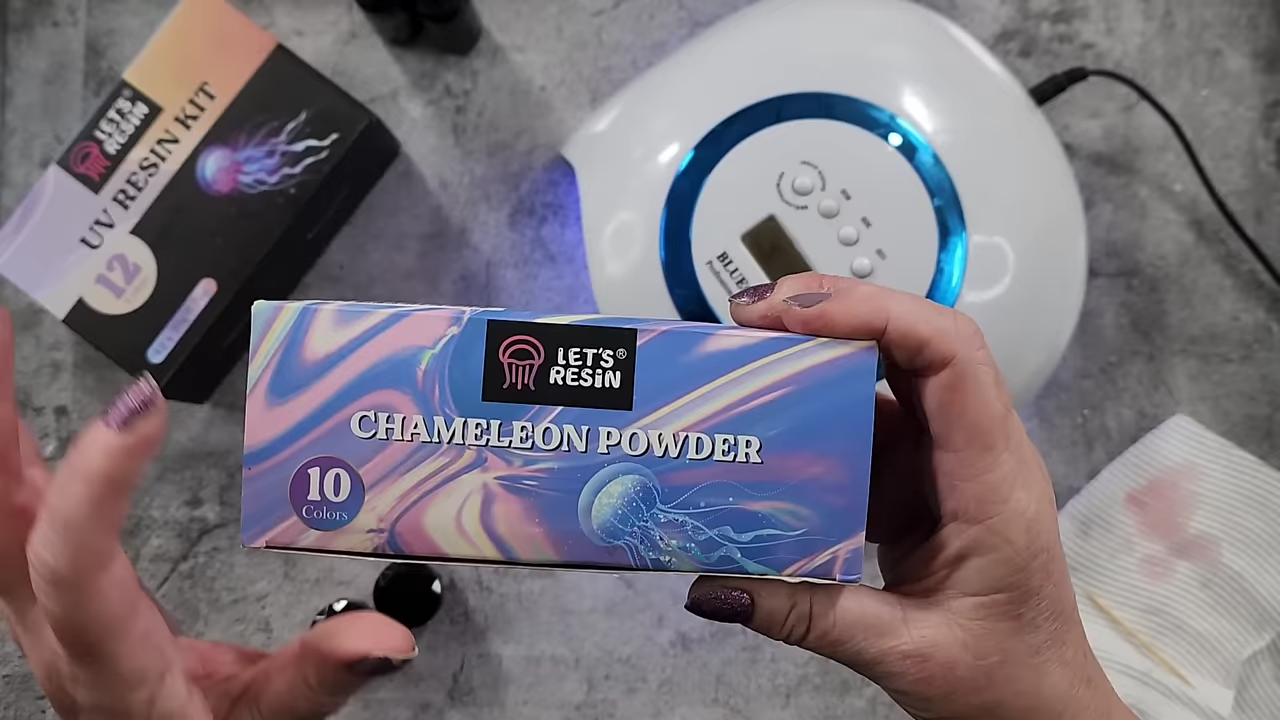 LET'S
RESIN
UV RESIN KIT
12
BLUE
LET'S®
RESIN
CHAMELEON POWDER
10
Colors